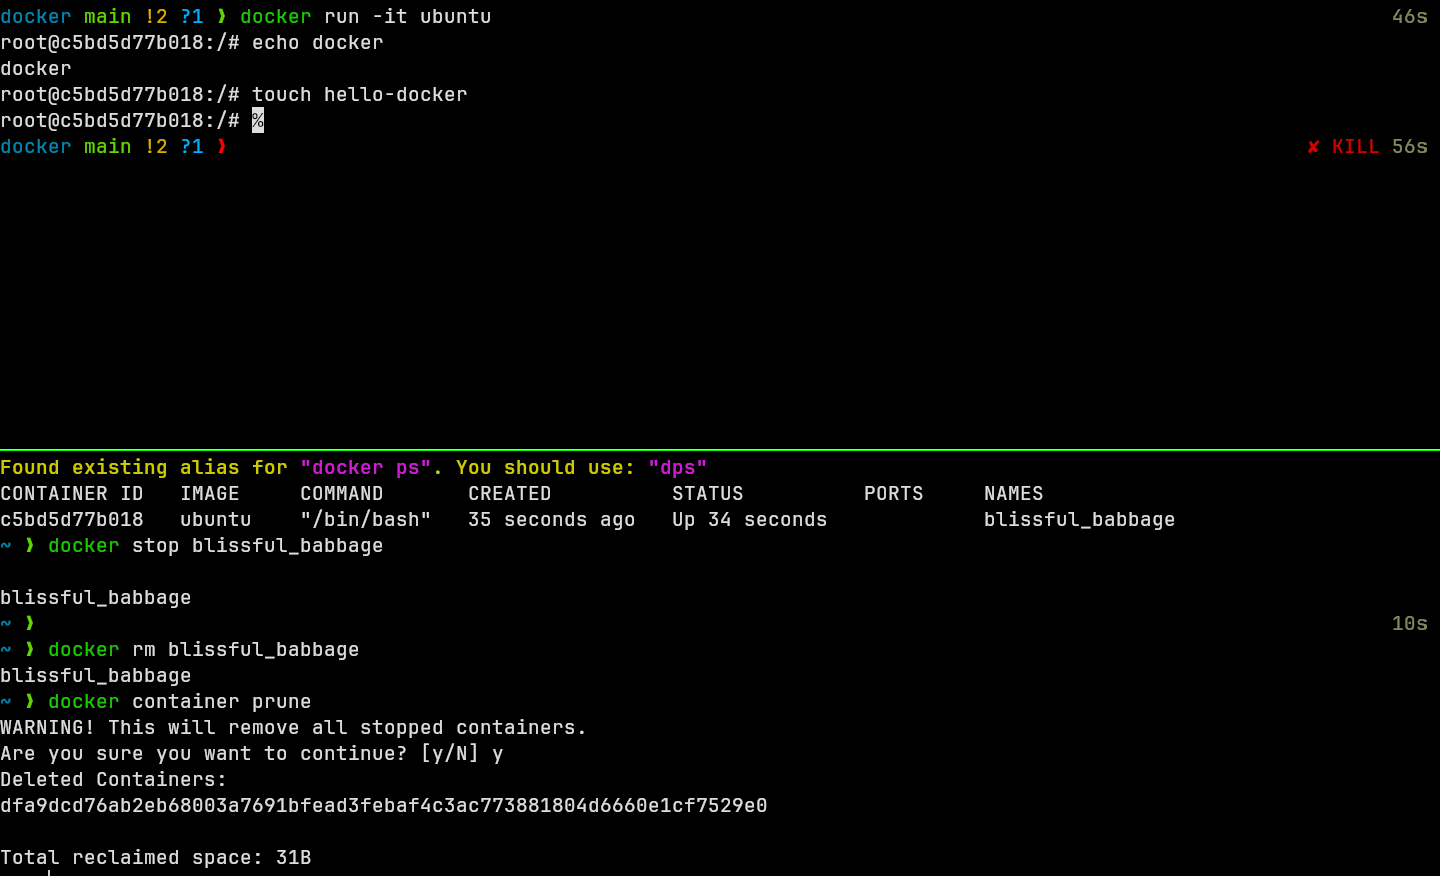 docker main !2 ?1 ❱ docker run -it ubuntu 46s
root@c5bd5d77b018:/# echo docker
docker
root@c5bd5d77b018:/# touch hello-docker
root@c5bd5d77b018:/# %
docker main !2 ?1 ❱ ✘ KILL 56s
Found existing alias for "docker ps". You should use: "dps"
CONTAINER ID IMAGE COMMAND CREATED STATUS PORTS NAMES
c5bd5d77b018 ubuntu "/bin/bash" 35 seconds ago Up 34 seconds blissful_babbage
~ ❱ docker stop blissful_babbage
blissful_babbage
~ ❱ 10s
~ ❱ docker rm blissful_babbage
blissful_babbage
~ ❱ docker container prune
WARNING! This will remove all stopped containers.
Are you sure you want to continue? [y/N] y
Deleted Containers:
dfa9dcd76ab2eb68003a7691bfead3febaf4c3ac773881804d6660e1cf7529e0
Total reclaimed space: 31B